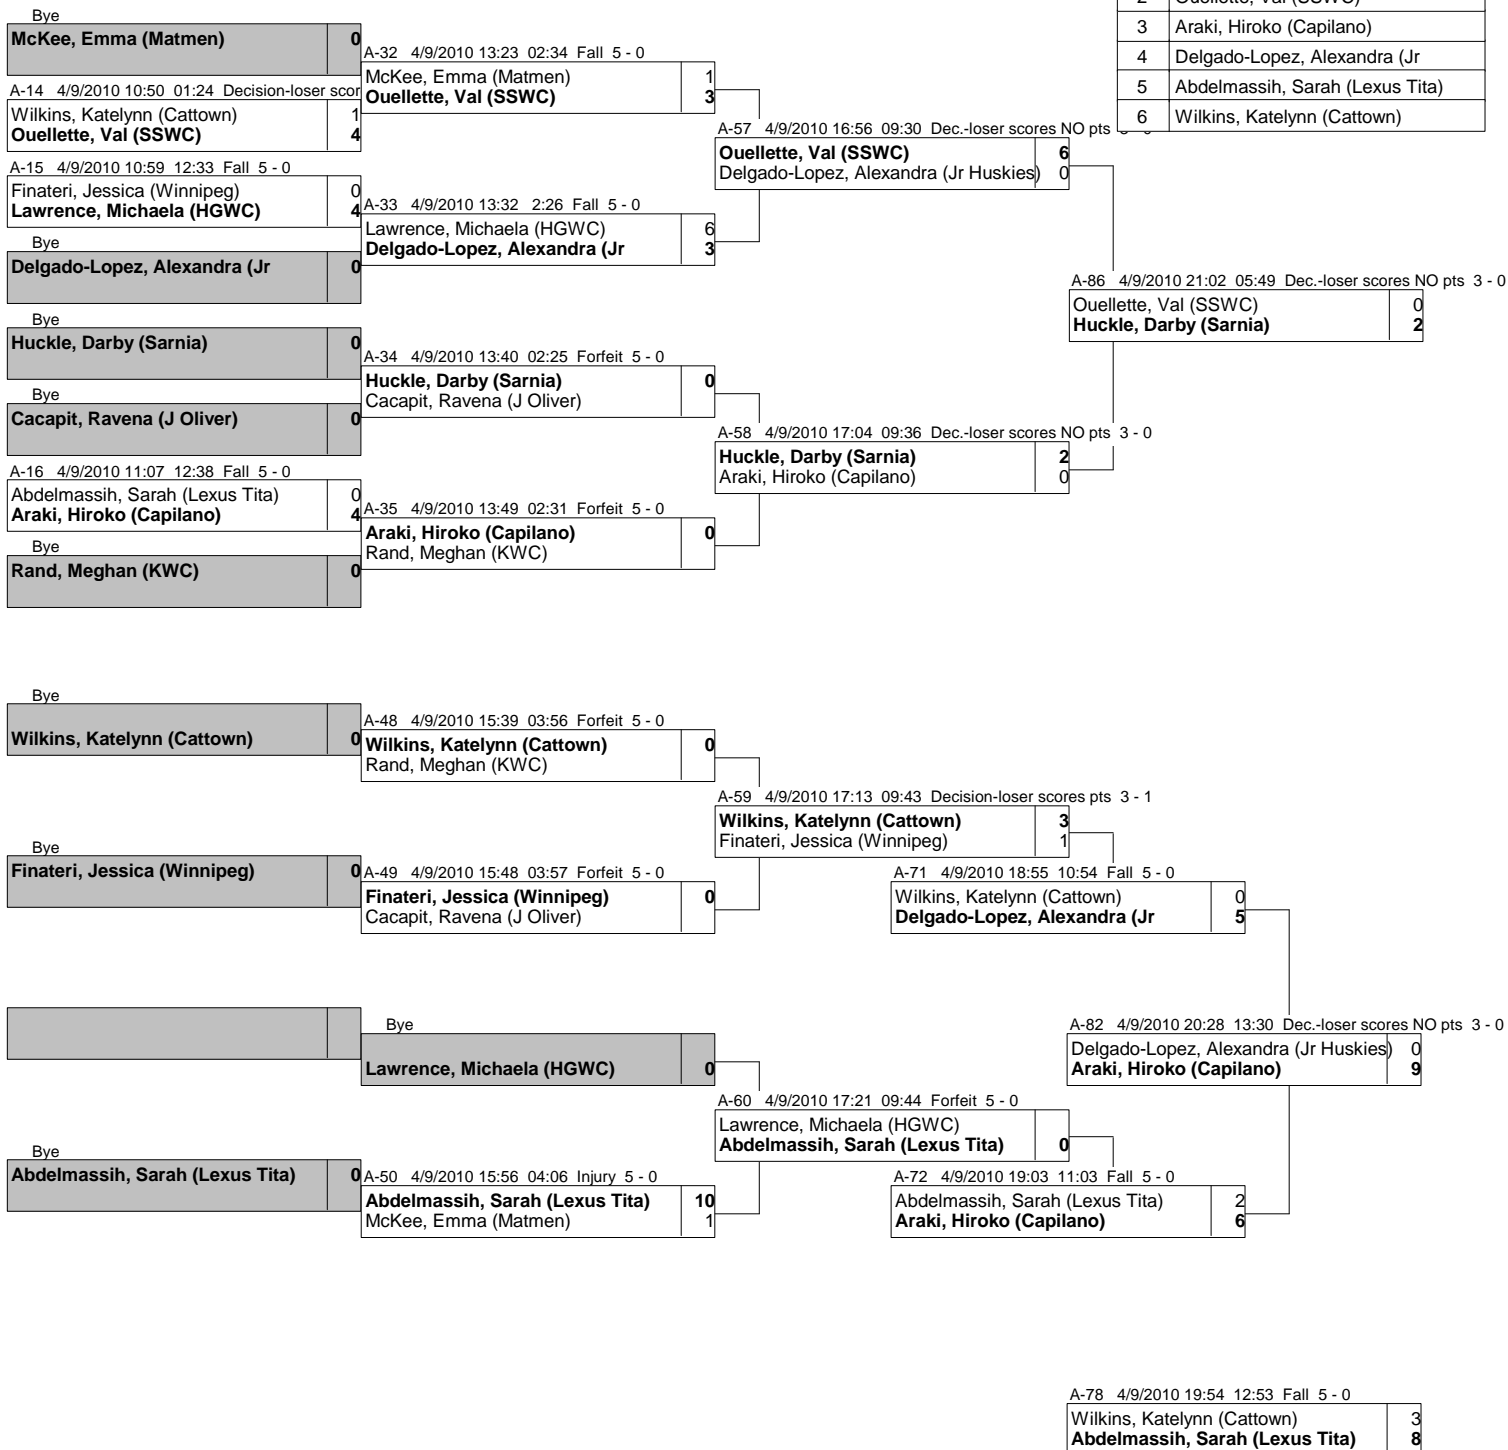 2 Ouellette, Val (SSWC)
3 Araki, Hiroko (Capilano)
4 Delgado-Lopez, Alexandra (Jr
5 Abdelmassih, Sarah (Lexus Tita)
6 Wilkins, Katelynn (Cattown)
Bye
McKee, Emma (Matmen) 0
A-14 4/9/2010 10:50 01:24 Decision-loser scor
Wilkins, Katelynn (Cattown) 1
Ouellette, Val (SSWC) 4
A-15 4/9/2010 10:59 12:33 Fall 5 - 0
Finateri, Jessica (Winnipeg) 0
Lawrence, Michaela (HGWC) 4
Bye
Delgado-Lopez, Alexandra (Jr 0
Bye
Huckle, Darby (Sarnia) 0
Bye
Cacapit, Ravena (J Oliver) 0
A-16 4/9/2010 11:07 12:38 Fall 5 - 0
Abdelmassih, Sarah (Lexus Tita) 0
Araki, Hiroko (Capilano) 4
Bye
Rand, Meghan (KWC) 0
A-32 4/9/2010 13:23 02:34 Fall 5 - 0
McKee, Emma (Matmen) 1
Ouellette, Val (SSWC) 3
A-33 4/9/2010 13:32 2:26 Fall 5 - 0
Lawrence, Michaela (HGWC) 6
Delgado-Lopez, Alexandra (Jr 3
A-34 4/9/2010 13:40 02:25 Forfeit 5 - 0
Huckle, Darby (Sarnia) 0
Cacapit, Ravena (J Oliver)
A-35 4/9/2010 13:49 02:31 Forfeit 5 - 0
Araki, Hiroko (Capilano) 0
Rand, Meghan (KWC)
A-57 4/9/2010 16:56 09:30 Dec.-loser scores NO pts
Ouellette, Val (SSWC) 6
Delgado-Lopez, Alexandra (Jr Huskies) 0
A-58 4/9/2010 17:04 09:36 Dec.-loser scores NO pts 3 - 0
Huckle, Darby (Sarnia) 2
Araki, Hiroko (Capilano) 0
A-86 4/9/2010 21:02 05:49 Dec.-loser scores NO pts 3 - 0
Ouellette, Val (SSWC) 0
Huckle, Darby (Sarnia) 2
Bye
Wilkins, Katelynn (Cattown) 0
Bye
Finateri, Jessica (Winnipeg) 0
Bye
Abdelmassih, Sarah (Lexus Tita) 0
A-48 4/9/2010 15:39 03:56 Forfeit 5 - 0
Wilkins, Katelynn (Cattown) 0
Rand, Meghan (KWC)
A-49 4/9/2010 15:48 03:57 Forfeit 5 - 0
Finateri, Jessica (Winnipeg) 0
Cacapit, Ravena (J Oliver)
Bye
Lawrence, Michaela (HGWC) 0
A-50 4/9/2010 15:56 04:06 Injury 5 - 0
Abdelmassih, Sarah (Lexus Tita) 10
McKee, Emma (Matmen) 1
A-59 4/9/2010 17:13 09:43 Decision-loser scores pts 3 - 1
Wilkins, Katelynn (Cattown) 3
Finateri, Jessica (Winnipeg) 1
A-60 4/9/2010 17:21 09:44 Forfeit 5 - 0
Lawrence, Michaela (HGWC)
Abdelmassih, Sarah (Lexus Tita) 0
A-71 4/9/2010 18:55 10:54 Fall 5 - 0
Wilkins, Katelynn (Cattown) 0
Delgado-Lopez, Alexandra (Jr 5
A-72 4/9/2010 19:03 11:03 Fall 5 - 0
Abdelmassih, Sarah (Lexus Tita) 2
Araki, Hiroko (Capilano) 6
A-82 4/9/2010 20:28 13:30 Dec.-loser scores NO pts 3 - 0
Delgado-Lopez, Alexandra (Jr Huskies) 0
Araki, Hiroko (Capilano) 9
A-78 4/9/2010 19:54 12:53 Fall 5 - 0
Wilkins, Katelynn (Cattown) 3
Abdelmassih, Sarah (Lexus Tita) 8